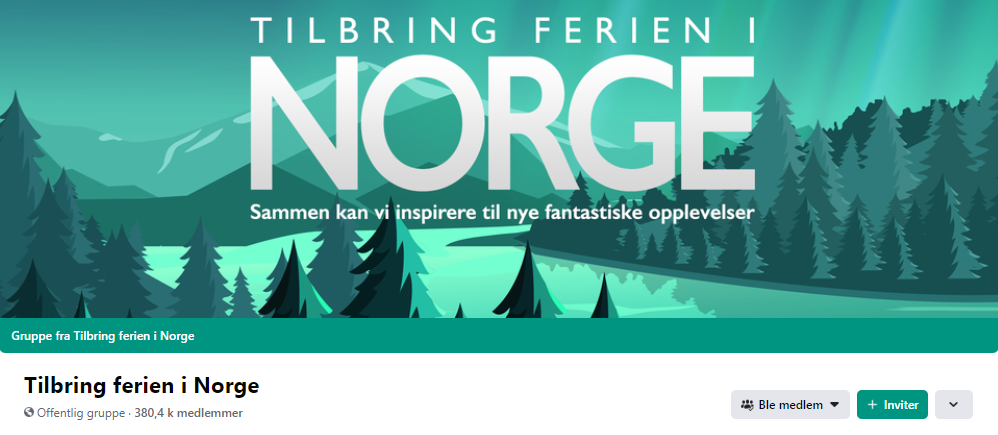 TILBRING FERIEN I
NORGE
Sammen kan vi inspirere til nye fantastiske opplevelser
Gruppe fra Tilbring ferien i Norge
Tilbring ferien i Norge
Offentlig gruppe · 380,4 k medlemmer
Ble medlem
+ Inviter